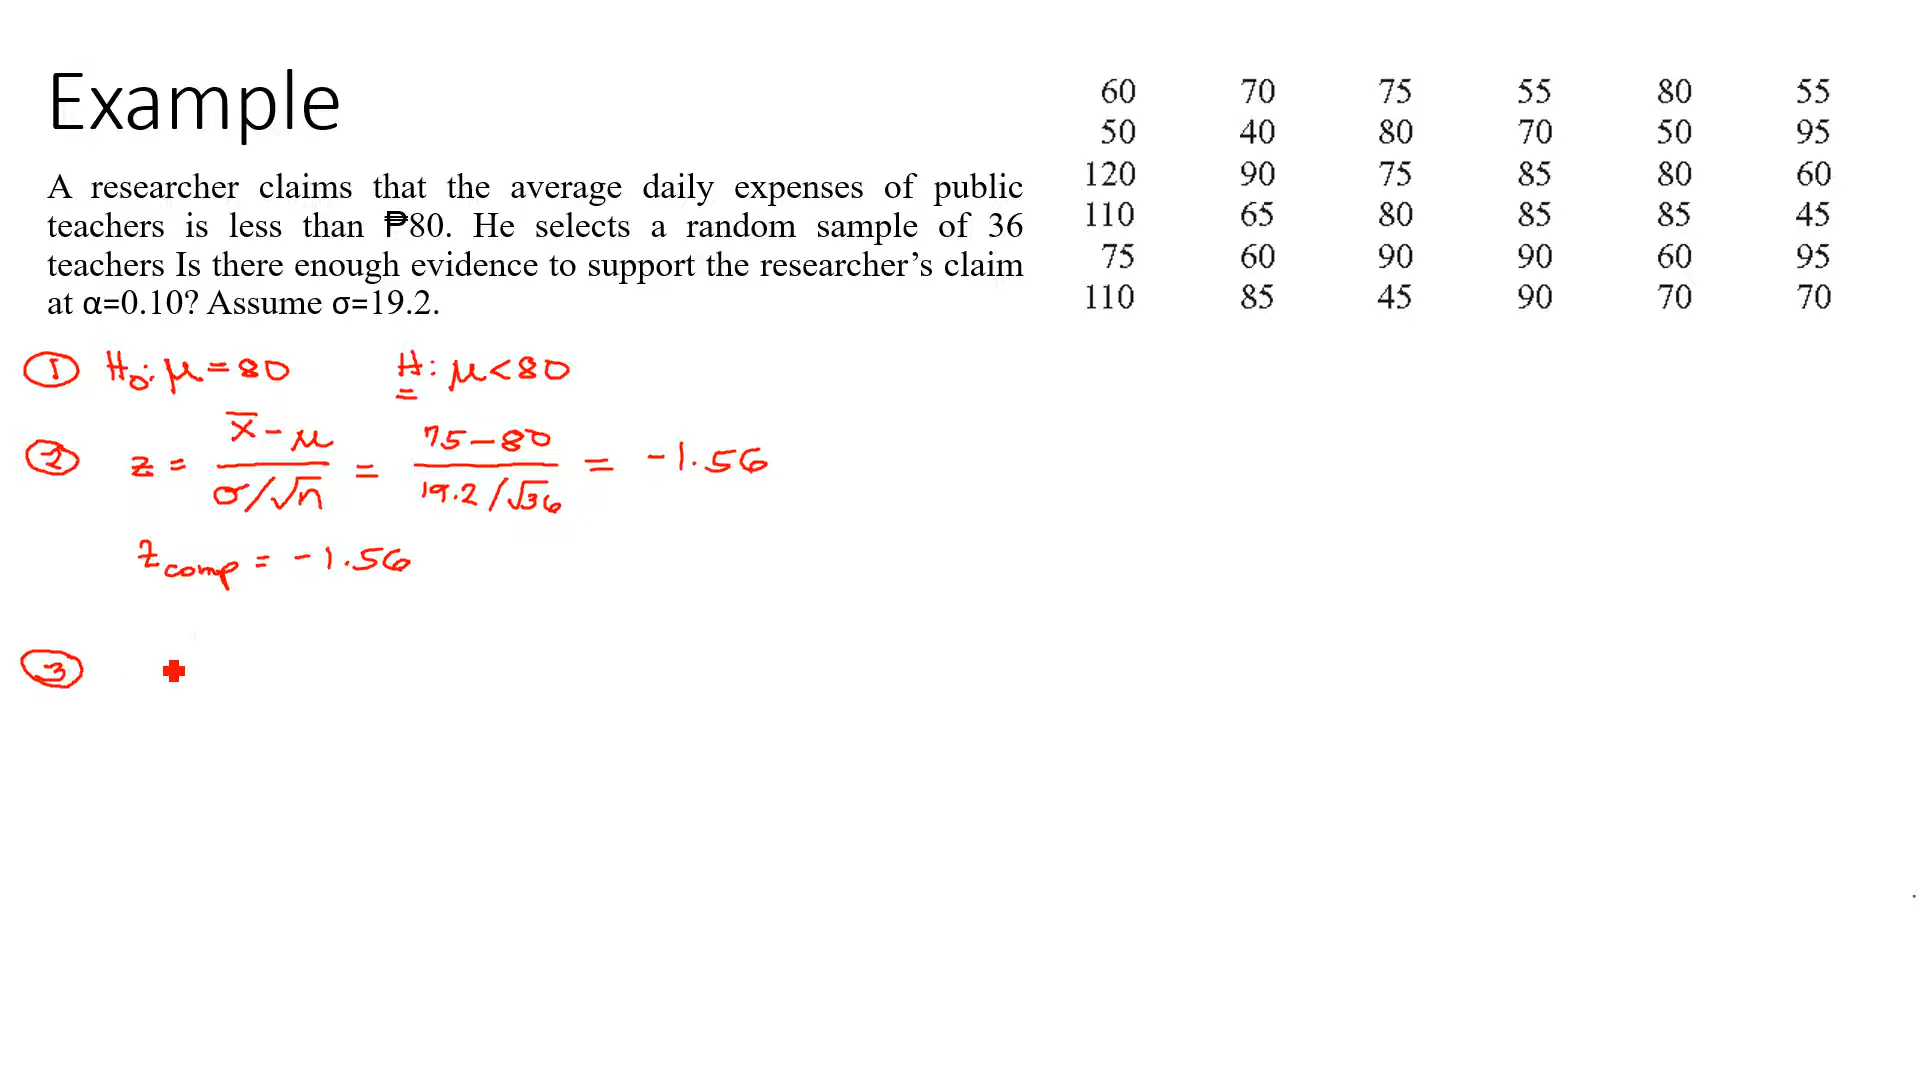 Example
A researcher claims that the average daily expenses of public
teachers is less than ₱80. He selects a random sample of 36
teachers Is there enough evidence to support the researcher’s claim
at α=0.10? Assume σ=19.2.
60 70 75 55 80 55
50 40 80 70 50 95
120 90 75 85 80 60
110 65 80 85 85 45
75 60 90 90 60 95
110 85 45 90 70 70
① H₀: μ = 80 H: μ < 80
② z = x̄ - μ / σ/√n = 75 - 80 / 19.2/√36 = -1.56
z comp = -1.56
③